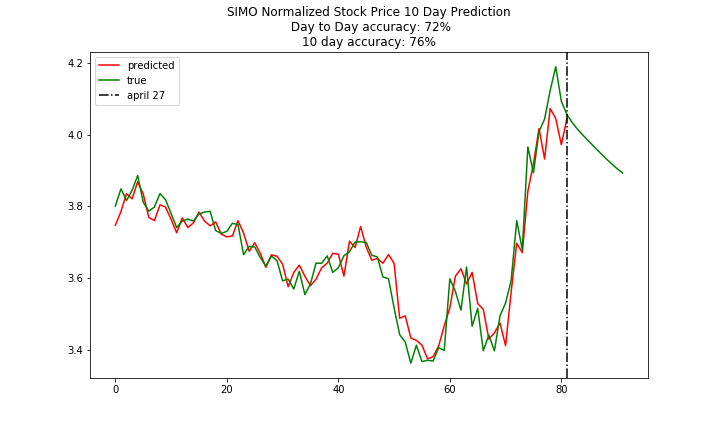 SIMO Normalized Stock Price 10 Day Prediction
Day to Day accuracy: 72%
10 day accuracy: 76%
predicted
true
april 27
4.2
4.0
3.8
3.6
3.4
0 20 40 60 80